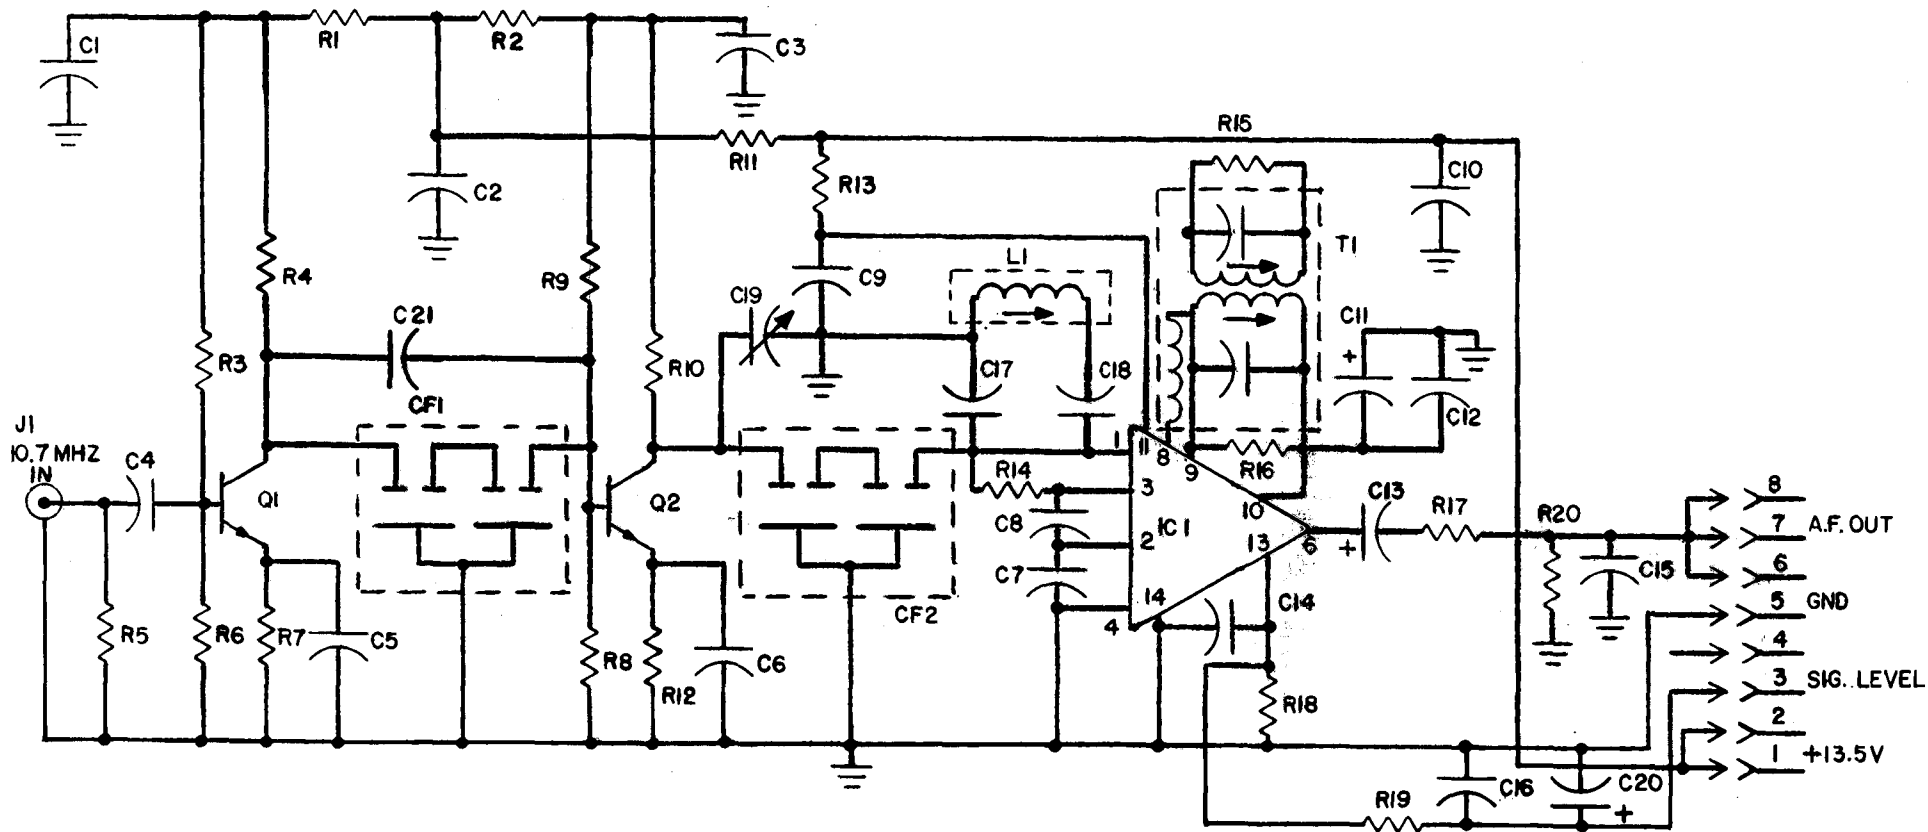 C1
R1
R2
C3
R15
R11
C2
R13
C10
R4
R9
L1
T1
C19
C9
C11
C21
+
R3
R10
C17
C18
CF1
C12
J1
10.7 MHZ
IN
C4
1
11
8
9
R16
R14
3
8
Q1
Q2
C8
IC1
10
C13
R17
R20
7
A.F. OUT
2
13
6
+
C15
6
C7
14
C14
5
GND
CF2
4
R5
R6
R7
C5
R8
R12
C6
4
3
SIG. LEVEL
R18
2
1
+13.5V
R19
C16
C20
+